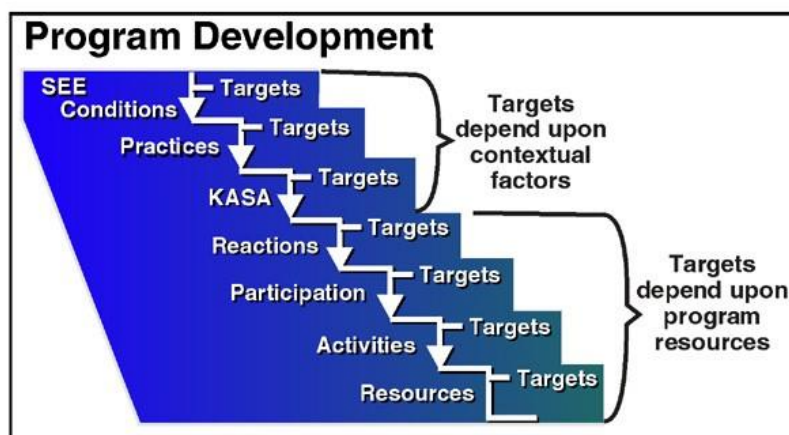 Program Development
SEE
Targets
Conditions
Targets
Practices
Targets
KASA
Targets
Reactions
Targets
Participation
Targets
Activities
Targets
Resources
Targets
depend upon
contextual
factors
Targets
depend upon
program
resources